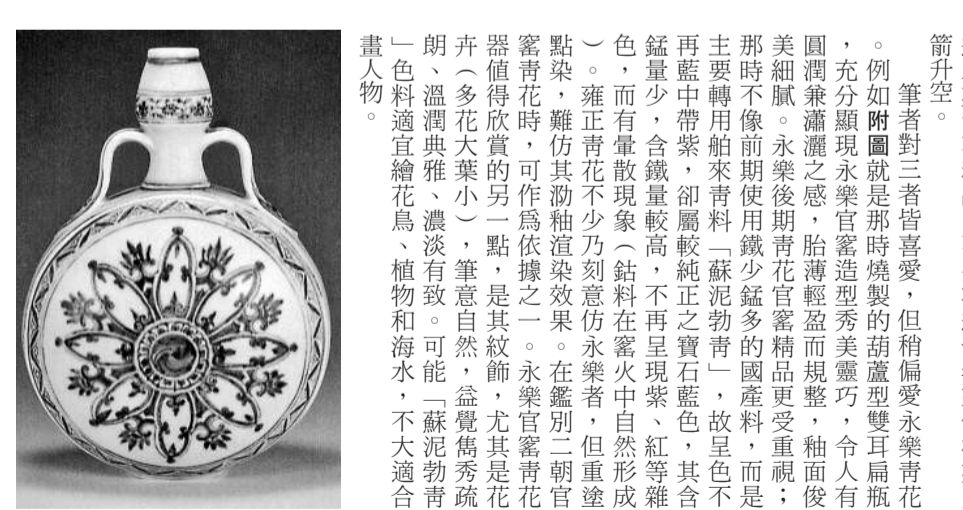 箭升空。
筆者對三者皆喜愛，但稍偏愛永樂靑花
。例如附圖就是那時燒製的葫蘆型雙耳扁瓶
，充分顯現永樂官窰造型秀美靈巧，令人有
圓潤兼瀟灑之感，胎薄輕盈而規整，釉面俊
美細膩。永樂後期靑花官窰精品更受重視；
那時不像前期使用鐵少錳多的國產料，而是
主要轉用舶來靑料「蘇泥勃靑」，故呈色不
再藍中帶紫，卻屬較純正之寶石藍色，其含
錳量少，含鐵量較高，不再呈現紫、紅等雜
色，而有暈散現象（鈷料在窰火中自然形成
）。雍正靑花不少乃刻意仿永樂者，但重塗
點染，難仿其泐釉渲染效果。在鑑別二朝官
窰靑花時，可作爲依據之一。永樂官窰靑花
器値得欣賞的另一點，是其紋飾，尤其是花
卉（多花大葉小），筆意自然，益覺雋秀疏
朗、溫潤典雅、濃淡有致。可能「蘇泥勃靑
」色料適宜繪花鳥、植物和海水，不大適合
畫人物。